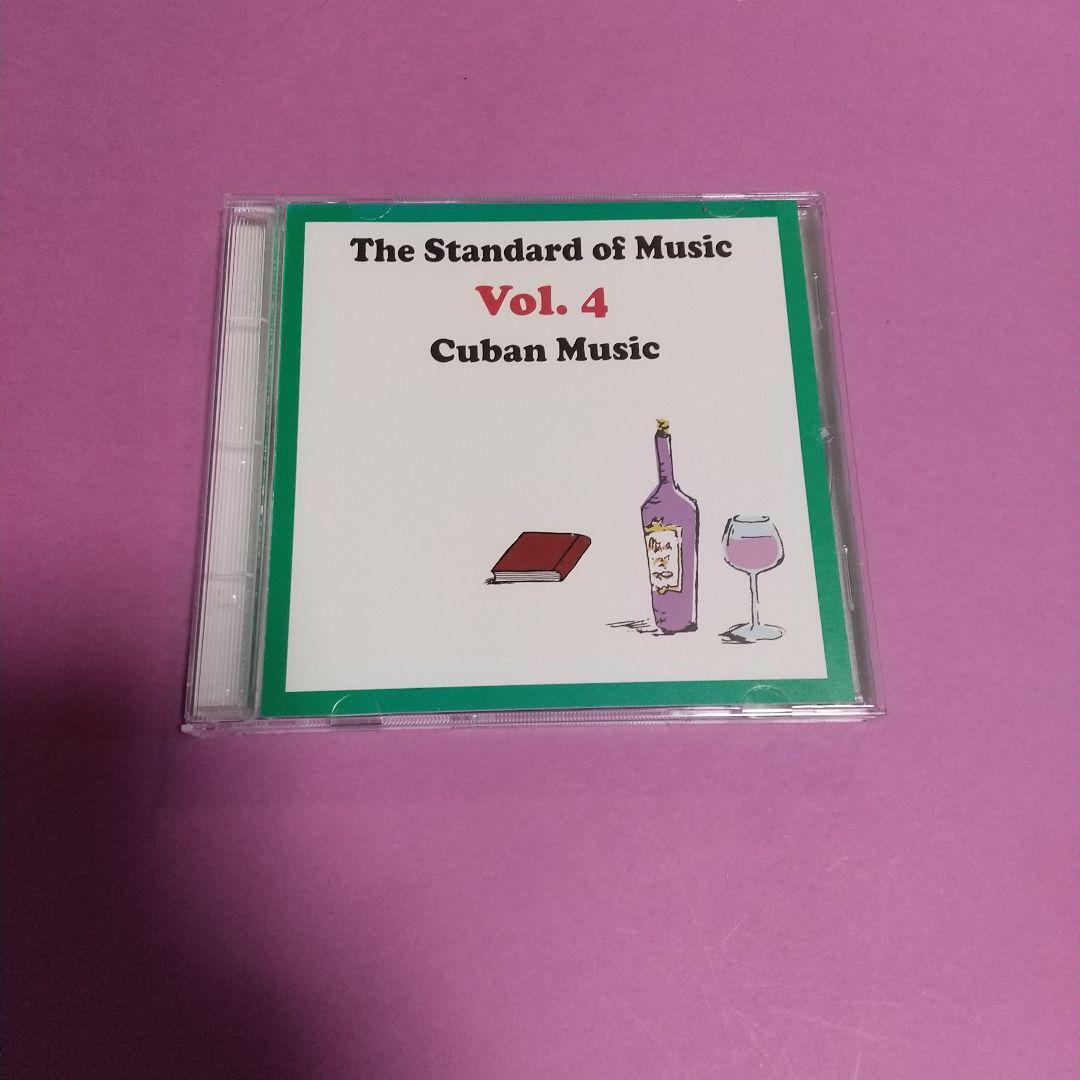 The Standard of Music
Vol. 4
Cuban Music